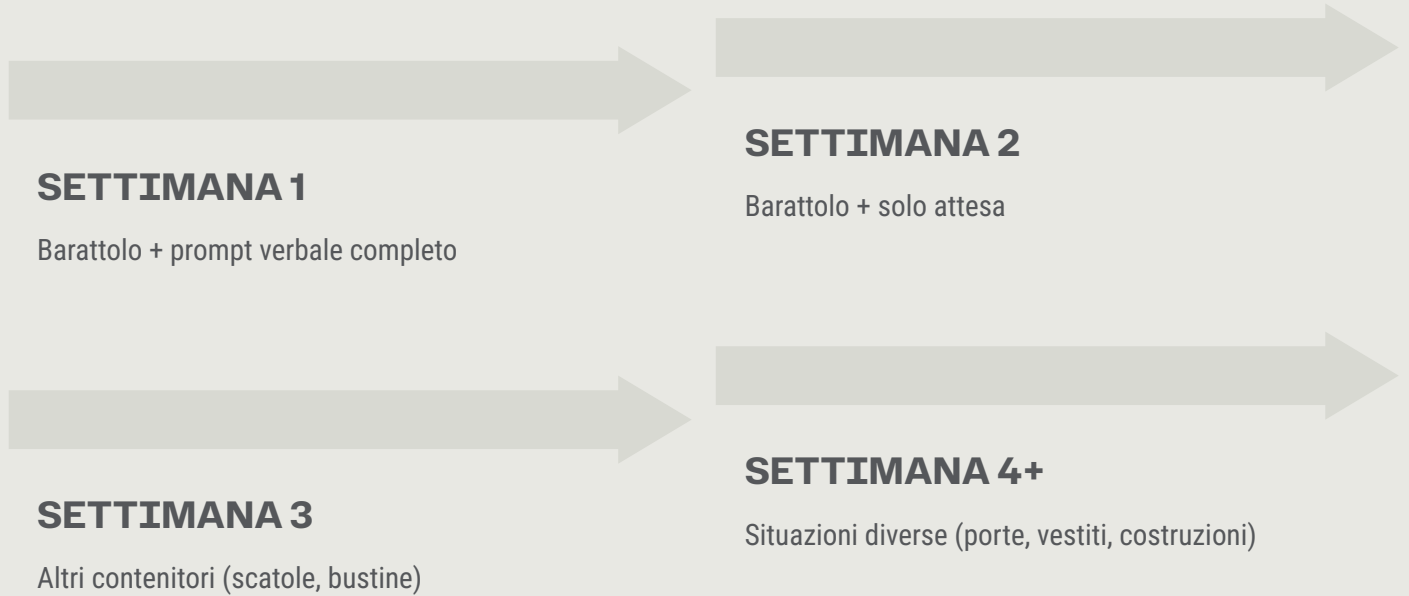 SETTIMANA 1
Barattolo + prompt verbale completo
SETTIMANA 2
Barattolo + solo attesa
SETTIMANA 3
Altri contenitori (scatole, bustine)
SETTIMANA 4+
Situazioni diverse (porte, vestiti, costruzioni)